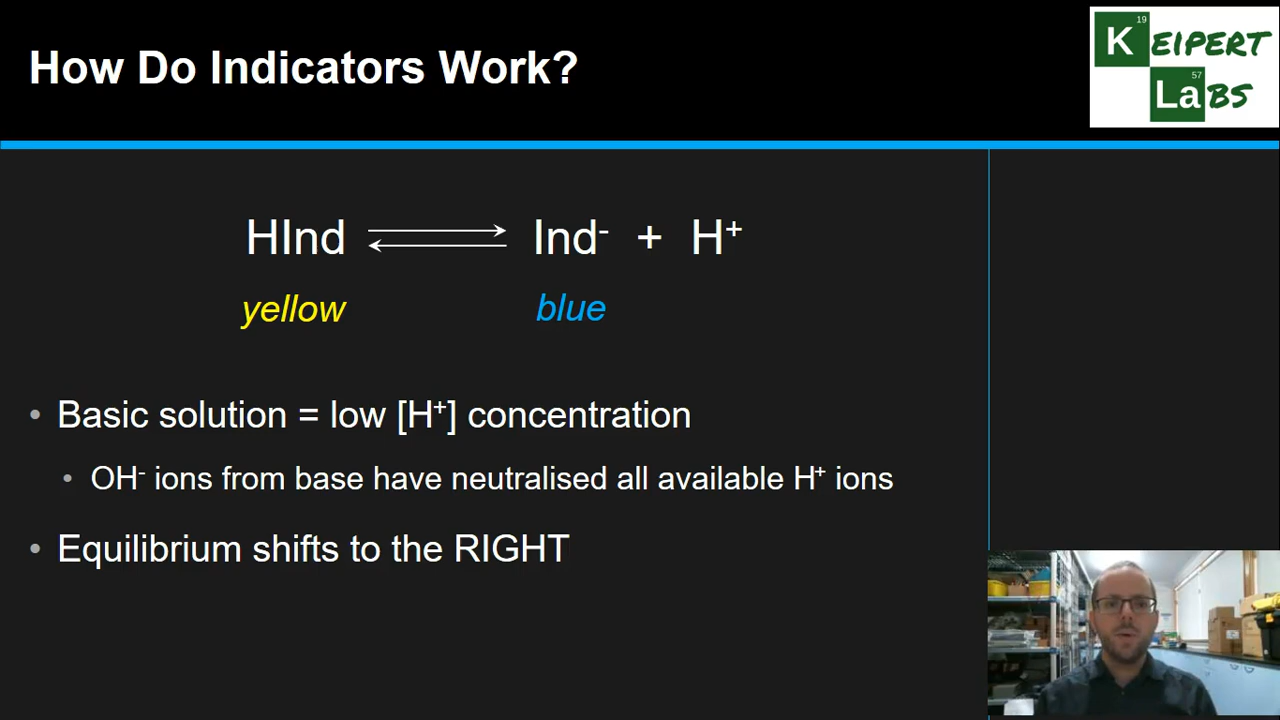 How Do Indicators Work?
19
KEIPERT
57
LaBS
HInd ⇌ Ind⁻ + H⁺
yellow blue
• Basic solution = low [H⁺] concentration
• OH⁻ ions from base have neutralised all available H⁺ ions
• Equilibrium shifts to the RIGHT